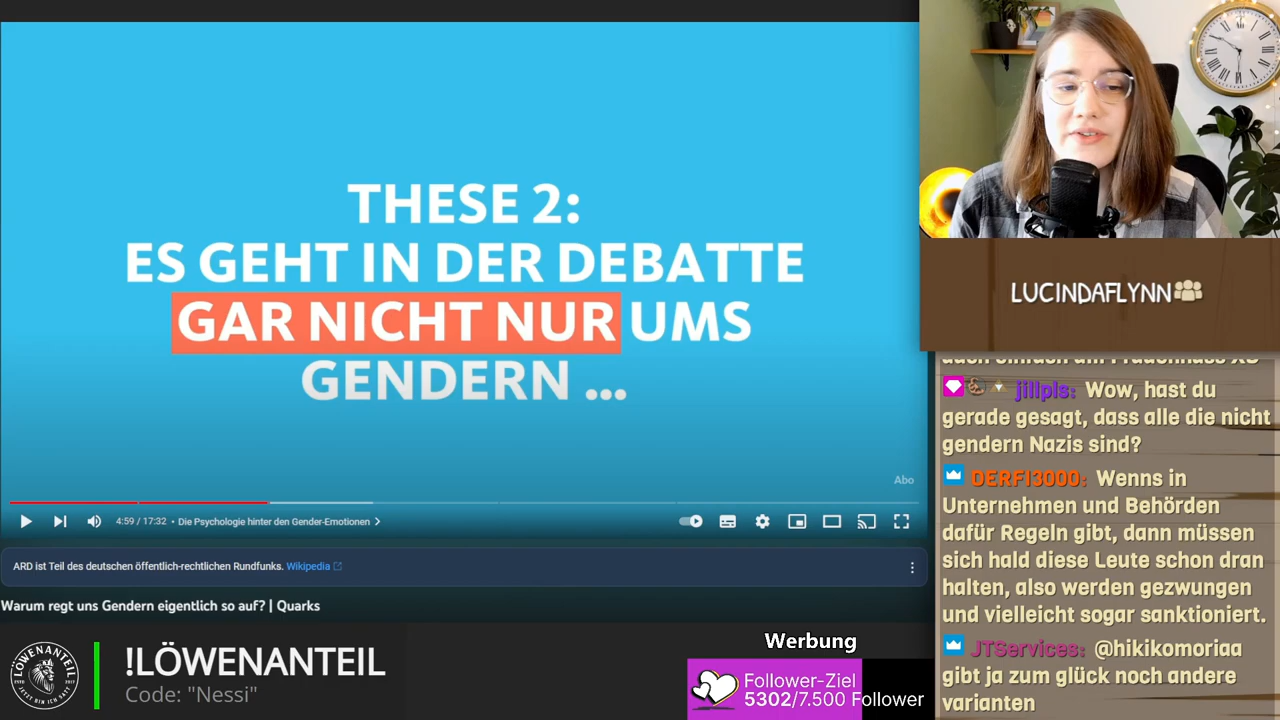 THESE 2:
ES GEHT IN DER DEBATTE
GAR NICHT NUR UMS
GENDERN ...
Abo
4:59 / 17:32 • Die Psychologie hinter den Gender-Emotionen
ARD ist Teil des deutschen öffentlich-rechtlichen Rundfunks. Wikipedia
Warum regt uns Gendern eigentlich so auf? | Quarks
LÖWENANTEIL
!LÖWENANTEIL
Code: "Nessi"
Werbung
Follower-Ziel
5302/7.500 Follower
LUCINDAFLYNN
jillpls: Wow, hast du
gerade gesagt, dass alle die nicht
gendern Nazis sind?
DERFI3000: Wenns in
Unternehmen und Behörden
dafür Regeln gibt, dann müssen
sich hald diese Leute schon dran
halten, also werden gezwungen
und vielleicht sogar sanktioniert.
JTServices: @hikikomoriaa
gibt ja zum glück noch andere
varianten